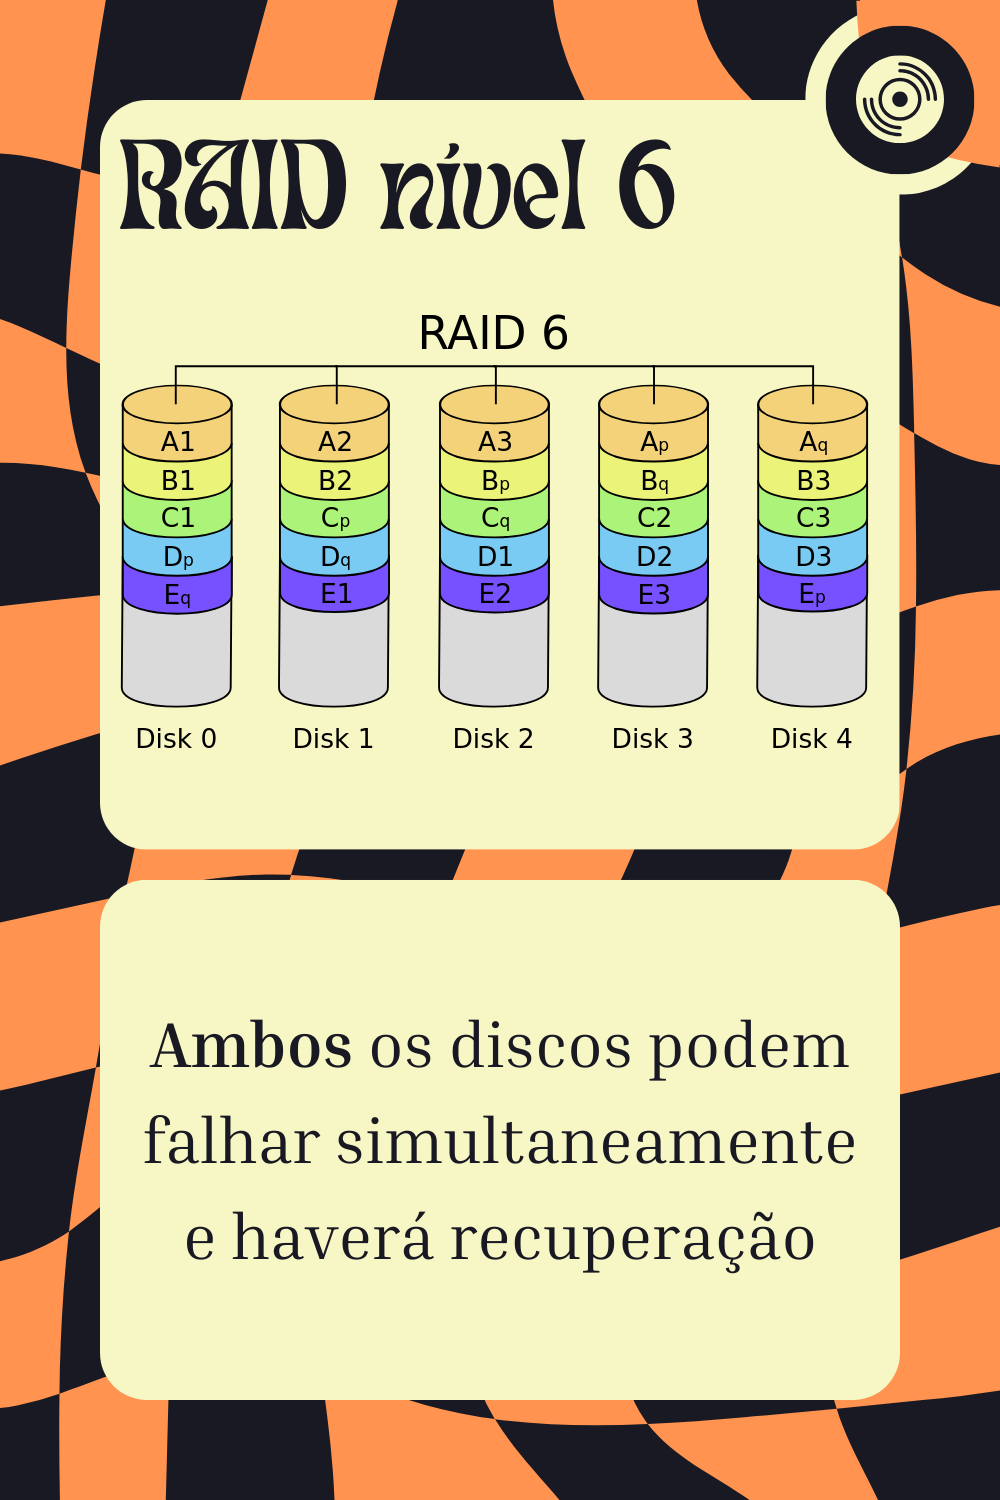 RAID nível 6
RAID 6
A1 A2 A3 Ap Aq
B1 B2 Bp Bq B3
C1 Cp Cq C2 C3
Dp Dq D1 D2 D3
Eq E1 E2 E3 Ep
Disk 0 Disk 1 Disk 2 Disk 3 Disk 4
Ambos os discos podem
falhar simultaneamente
e haverá recuperação